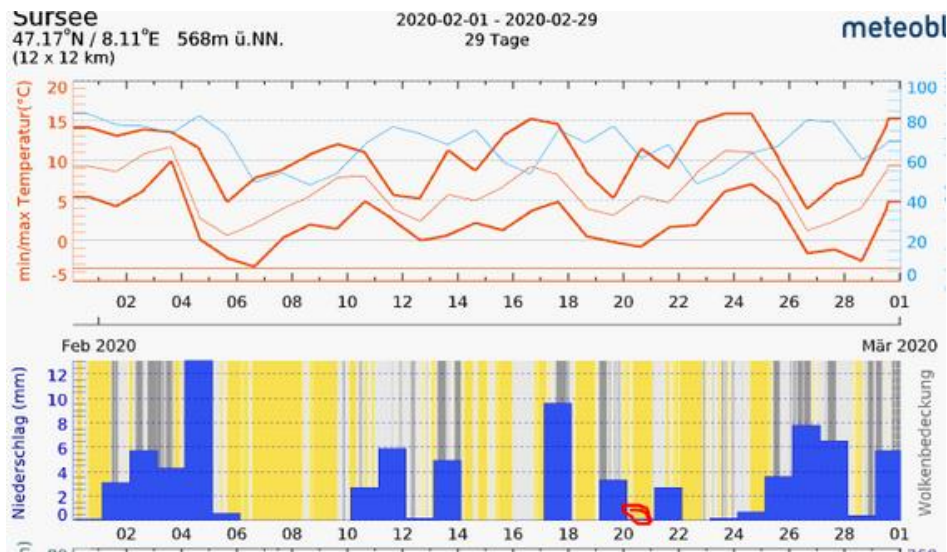 Sursee
47.17°N / 8.11°E 568m ü.NN.
(12 x 12 km)
2020-02-01 - 2020-02-29
29 Tage
meteobl
min/max Temperatur(°C)
20
15
10
5
0
-5
100
80
60
40
20
0
02 04 06 08 10 12 14 16 18 20 22 24 26 28 01
Feb 2020
Mär 2020
Niederschlag (mm)
12
10
8
6
4
2
0
Wolkenbedeckung
02 04 06 08 10 12 14 16 18 20 22 24 26 28 01